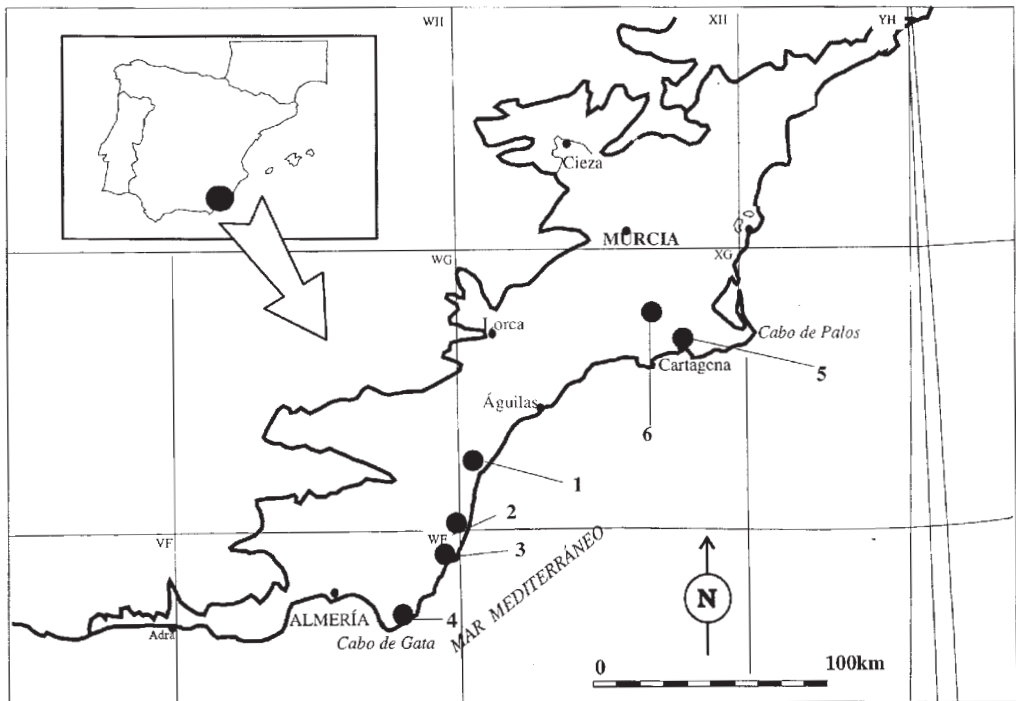 WH
XH
YH
Cieza
MURCIA
WG
XG
Lorca
Cabo de Palos
Cartagena
5
Águilas
6
1
2
WF
3
VF
MAR MEDITERRÁNEO
N
ALMERÍA
4
Adra
Cabo de Gata
0
100km